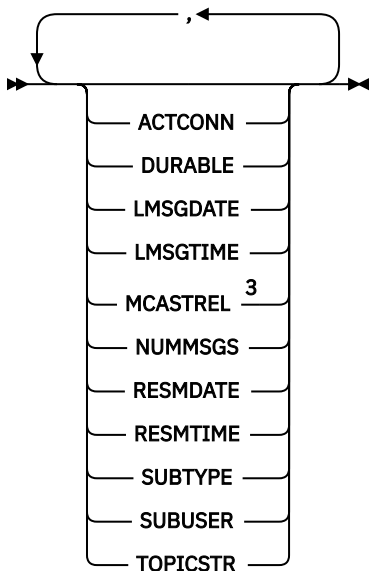 ,
ACTCONN
DURABLE
LMSGDATE
LMSGTIME
MCASTREL 3
NUMMSGS
RESMDATE
RESMTIME
SUBTYPE
SUBUSER
TOPICSTR